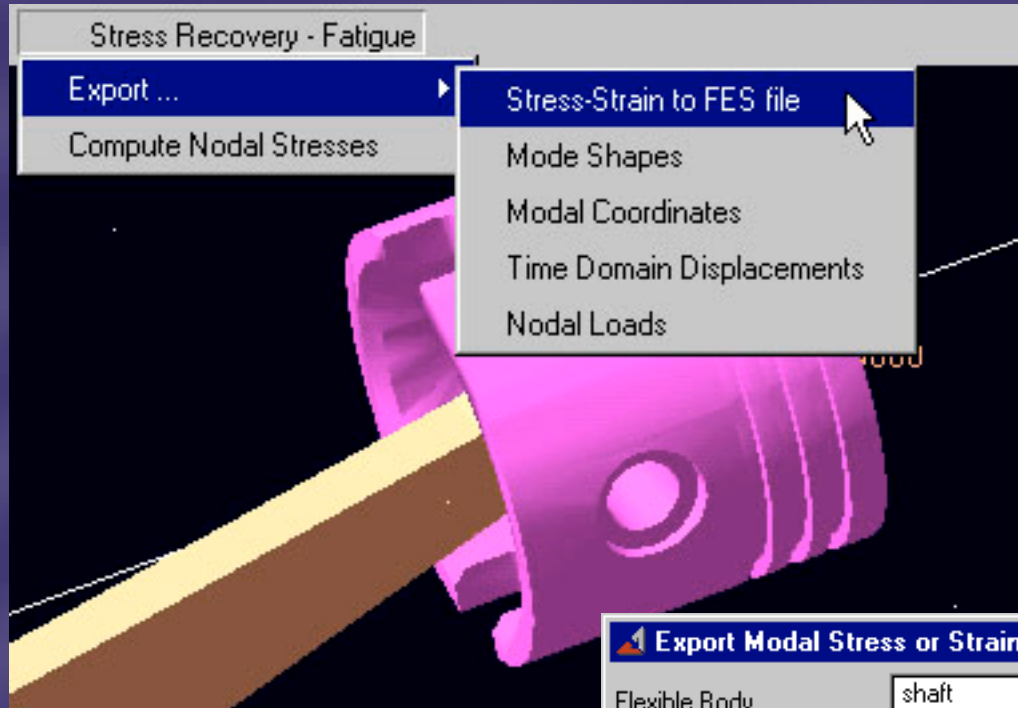 Stress Recovery - Fatigue
Export ...
Compute Nodal Stresses
Stress-Strain to FES file
Mode Shapes
Modal Coordinates
Time Domain Displacements
Nodal Loads
Export Modal Stress or Strain
Flexible Body
shaft